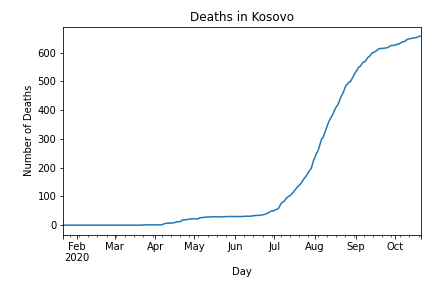 Deaths in Kosovo
Number of Deaths
600
500
400
300
200
100
0
Feb Mar Apr May Jun Jul Aug Sep Oct
2020
Day